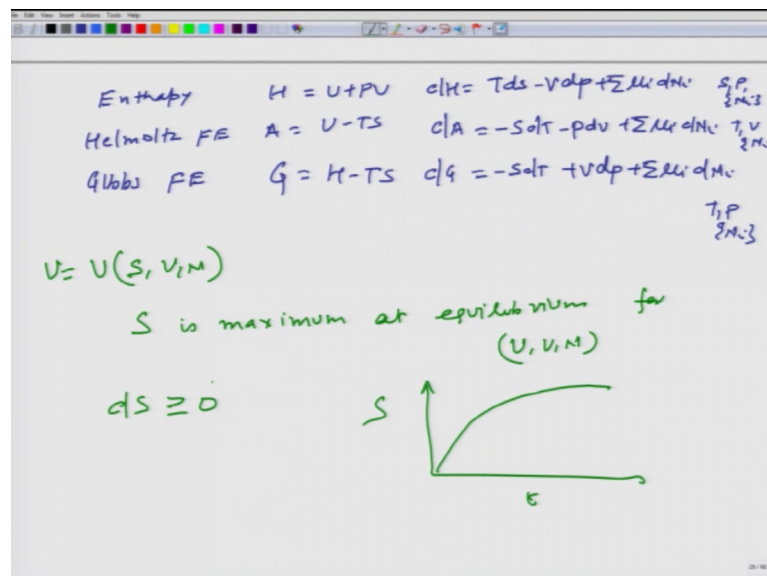 Enthapy H = U+PV dH = Tds - Vdp + Σ μi dNi S, P, {Ni}
Helmoltz FE A = U-TS dA = -SdT - pdv + Σ μi dNi T, V {Ni
Gibbs FE G = H-TS dG = -SdT + Vdp + Σ μi dNi
T, P
{Ni}
U = U(S, V, N)
S is maximum at equilibrium for
(U, V, N)
dS ≥ 0
S
t